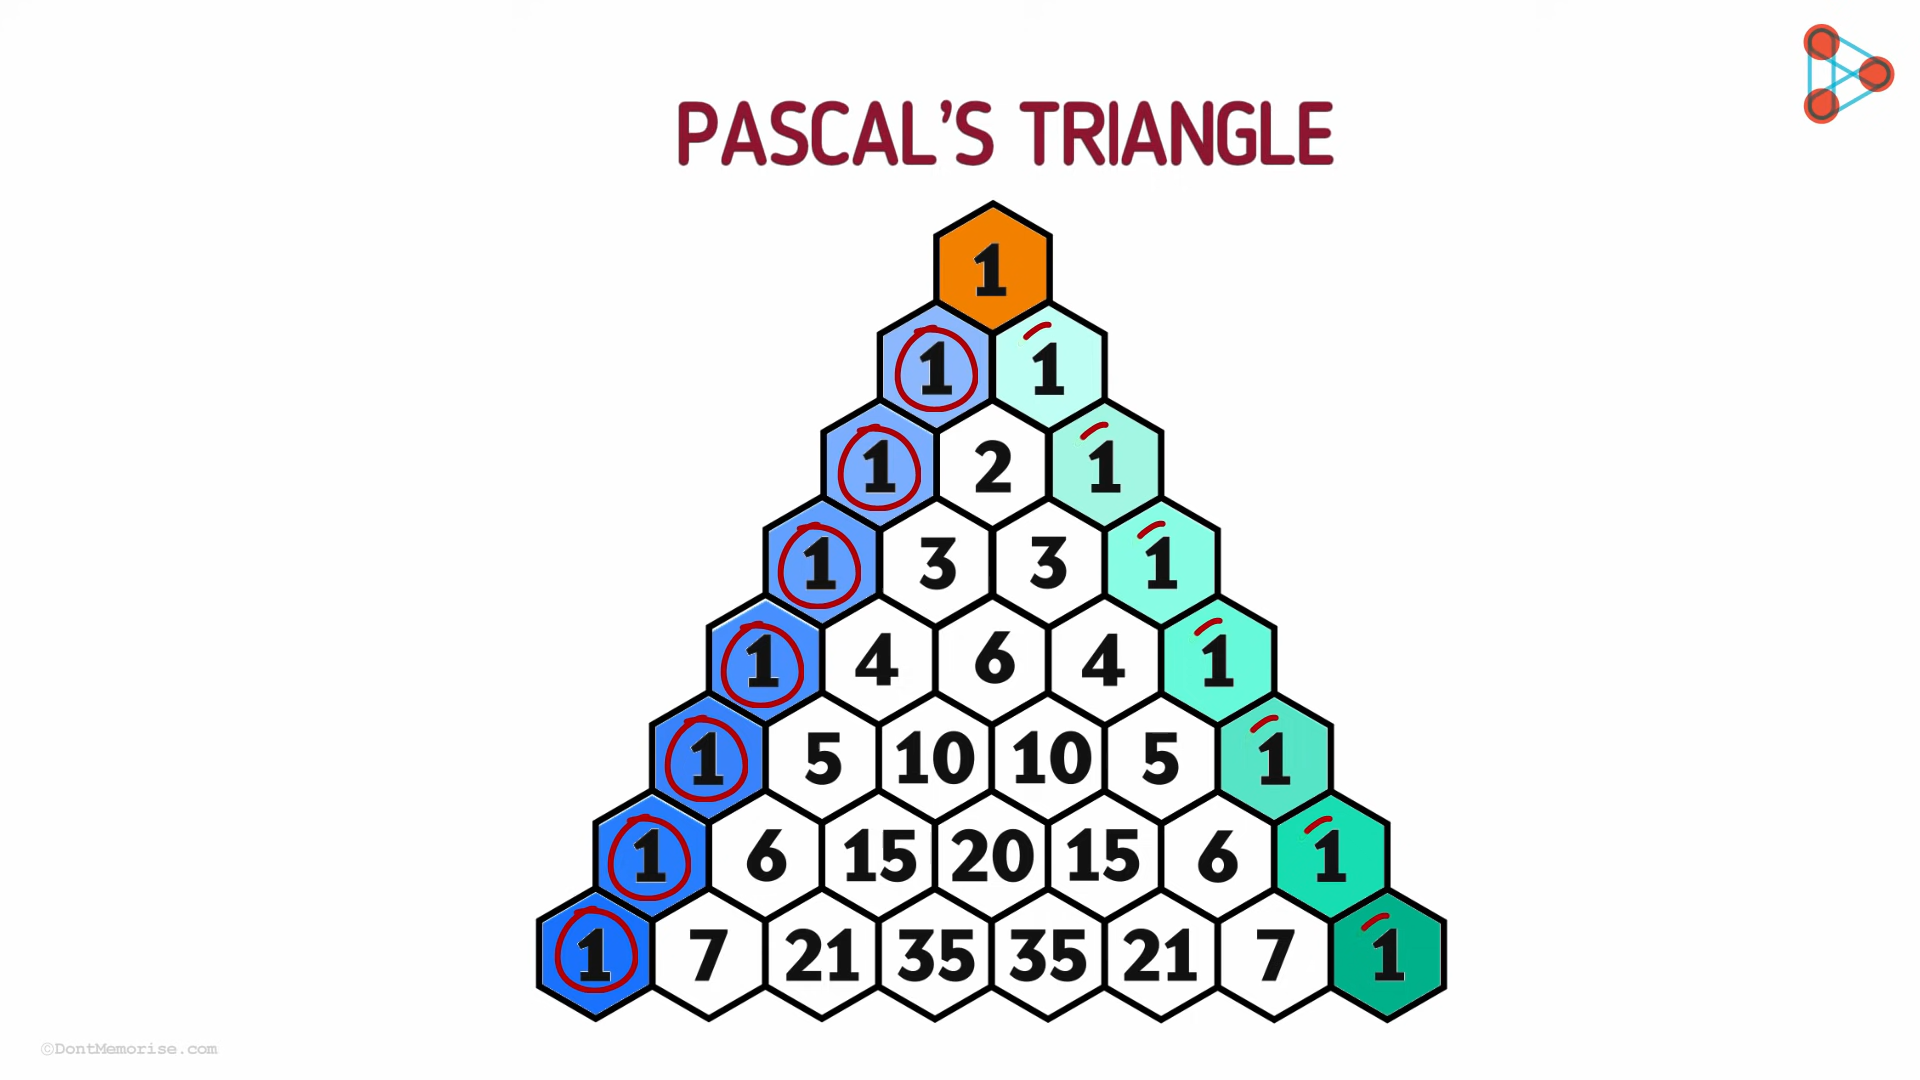 PASCAL'S TRIANGLE
1
1 1
1 2 1
1 3 3 1
1 4 6 4 1
1 5 10 10 5 1
1 6 15 20 15 6 1
1 7 21 35 35 21 7 1
©DontMemorise.com